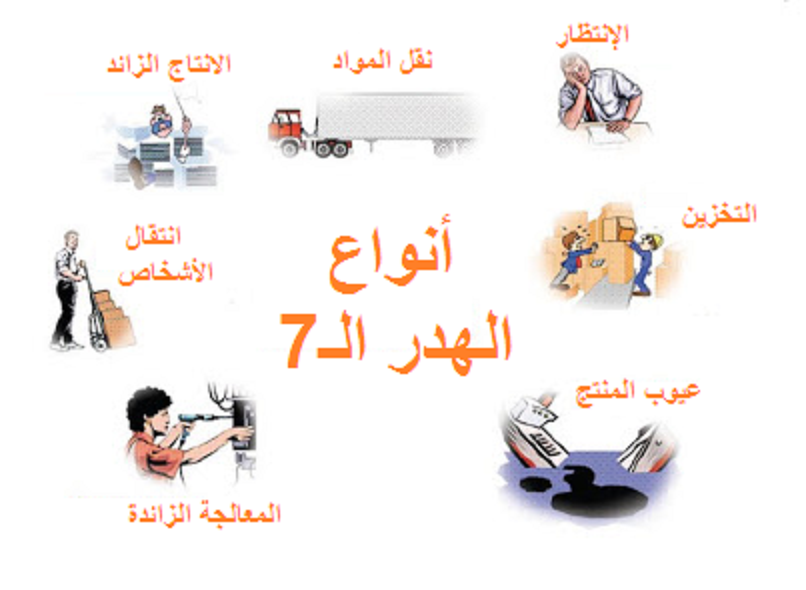 الإنتظار
نقل المواد
الانتاج الزائد
التخزين
انتقال
الأشخاص
أنواع
الهدر الـ7
عيوب المنتج
المعالجة الزائدة